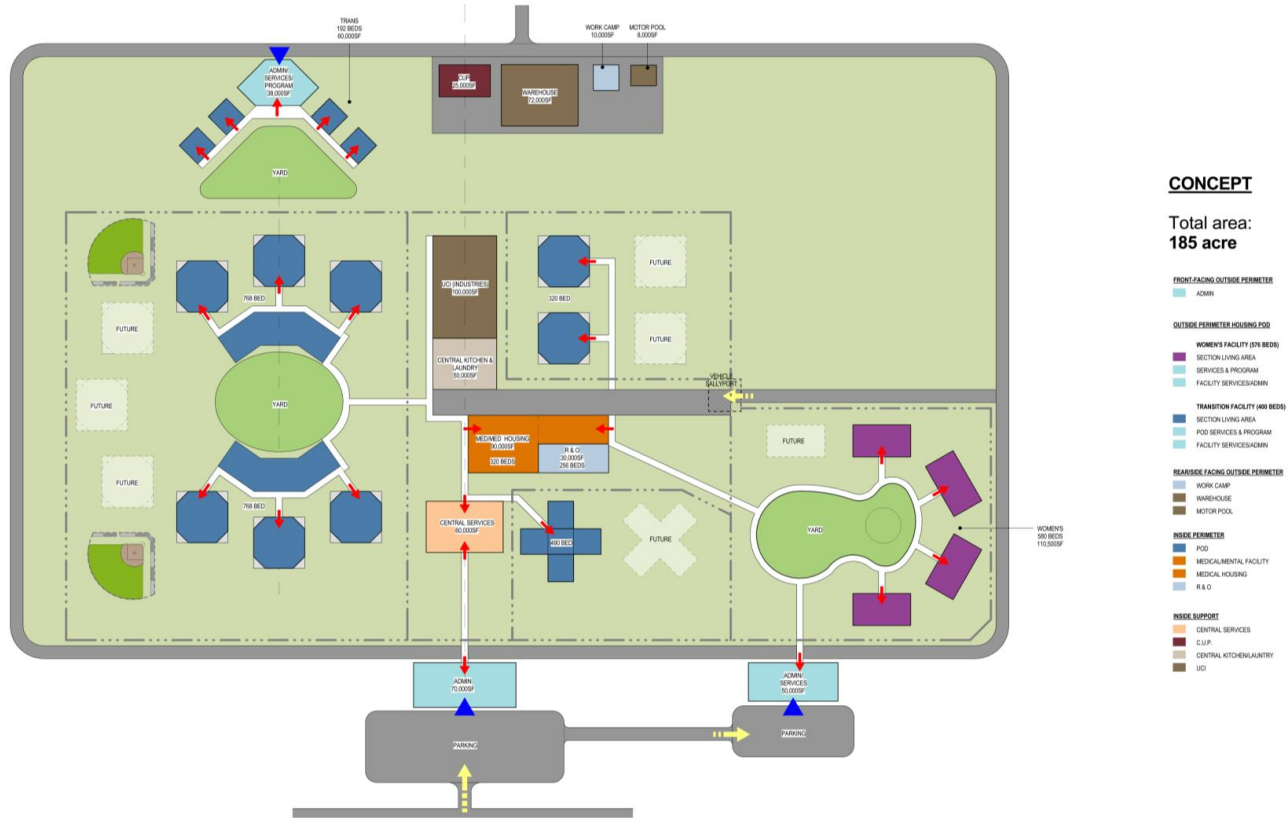 TRANS
192 BEDS
60,000SF
WORK CAMP
10,000SF
MOTOR POOL
8,000SF
ADMIN/
SERVICES/
PROGRAM
38,000SF
CUP
25,000SF
WAREHOUSE
72,000SF
YARD
CONCEPT
Total area:
185 acre
FRONT-FACING OUTSIDE PERIMETER
ADMIN
OUTSIDE PERIMETER HOUSING POD
WOMEN'S FACILITY (576 BEDS)
SECTION LIVING AREA
SERVICES & PROGRAM
FACILITY SERVICES/ADMIN
TRANSITION FACILITY (400 BEDS)
SECTION LIVING AREA
POD SERVICES & PROGRAM
FACILITY SERVICES/ADMIN
REAR/SIDE FACING OUTSIDE PERIMETER
WORK CAMP
WAREHOUSE
MOTOR POOL
INSIDE PERIMETER
POD
MEDICAL/MENTAL FACILITY
MEDICAL HOUSING
R & O
INSIDE SUPPORT
CENTRAL SERVICES
C.U.P.
CENTRAL KITCHEN/LAUNTRY
UCI
768 BED
UCI (INDUSTRIES)
100,000SF
320 BED
FUTURE
FUTURE
FUTURE
FUTURE
CENTRAL KITCHEN &
LAUNDRY
50,000SF
VEHICLE
SALLYPORT
YARD
FUTURE
MED/MED HOUSING
90,000SF
320 BEDS
R & O
30,000SF
256 BEDS
FUTURE
FUTURE
768 BED
CENTRAL SERVICES
60,000SF
490 BED
FUTURE
YARD
WOMEN'S
580 BEDS
110,500SF
ADMIN.
70,000SF
ADMIN/
SERVICES
50,000SF
PARKING
PARKING